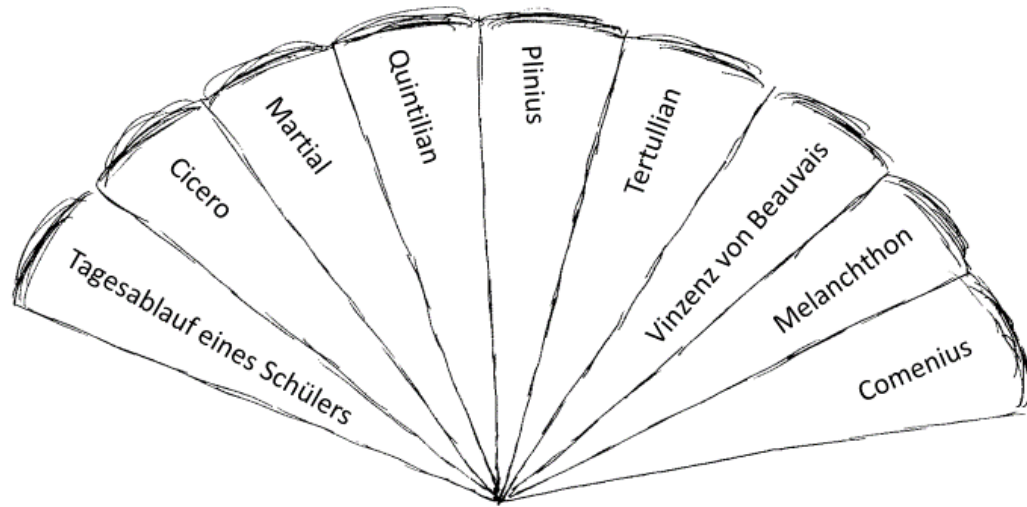 Tagesablauf eines Schülers
Cicero
Martial
Quintilian
Plinius
Tertullian
Vinzenz von Beauvais
Melanchthon
Comenius